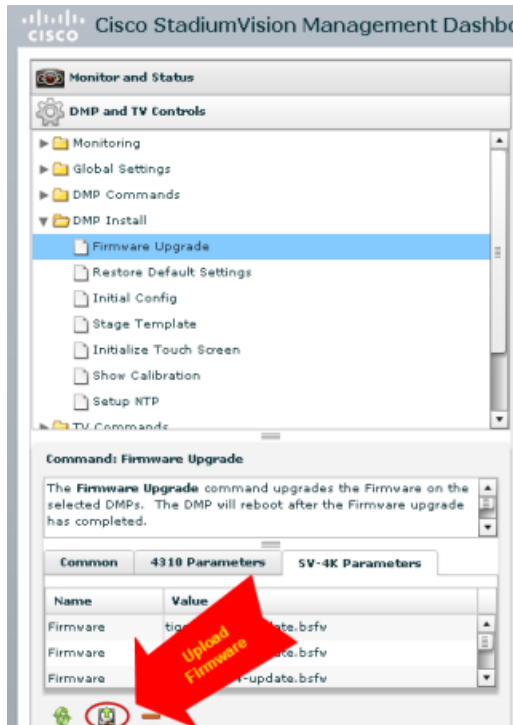 CISCO
Cisco StadiumVision Management Dashbo
Monitor and Status
DMP and TV Controls
Monitoring
Global Settings
DMP Commands
DMP Install
Firmware Upgrade
Restore Default Settings
Initial Config
Stage Template
Initialize Touch Screen
Show Calibration
Setup NTP
TV Commands
Command: Firmware Upgrade
The Firmware Upgrade command upgrades the Firmware on the
selected DMPs. The DMP will reboot after the Firmware upgrade
has completed.
Common 4310 Parameters SV-4K Parameters
Name Value
Firmware date.bsfw
Firmware te.bsfw
Firmware -update.bsfw
Upload
Firmware